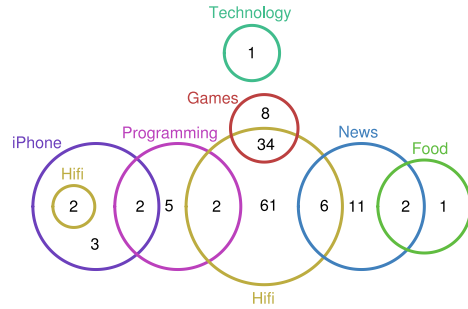 Technology
1
Games
8
34
iPhone
Programming
News
Food
Hifi
2
2
5
2
61
6
11
2
1
3
Hifi